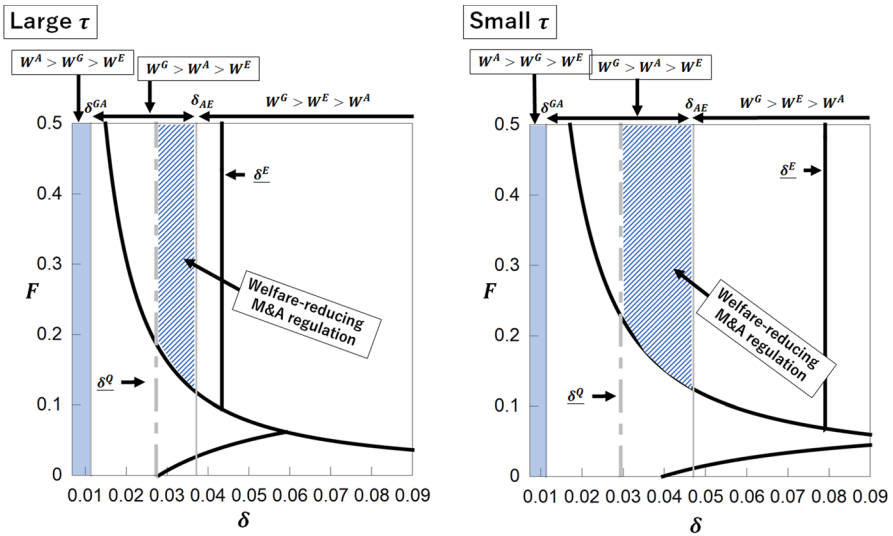 Large τ
W^A > W^G > W^E
W^G > W^A > W^E
δ^GA
δ_AE
W^G > W^E > W^A
0.5
0.4
0.3
0.2
0.1
0
F
δ^E
Welfare-reducing
M&A regulation
δ^Q
0.01 0.02 0.03 0.04 0.05 0.06 0.07 0.08 0.09
δ
Small τ
W^A > W^G > W^E
W^G > W^A > W^E
δ^GA
δ_AE
W^G > W^E > W^A
0.5
0.4
0.3
0.2
0.1
0
F
δ^E
Welfare-reducing
M&A regulation
δ^Q
0.01 0.02 0.03 0.04 0.05 0.06 0.07 0.08 0.09
δ